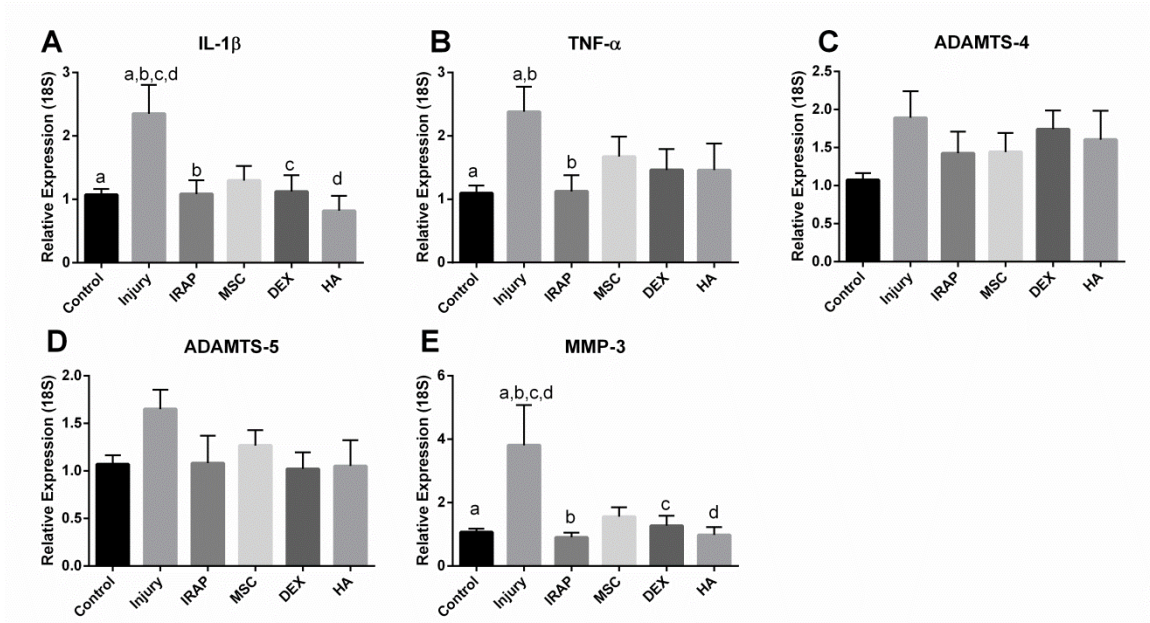 A
IL-1β
Relative Expression (18S)
3
2
1
0
a
a,b,c,d
b
c
d
Control
Injury
IRAP
MSC
DEX
HA
B
TNF-α
Relative Expression (18S)
3
2
1
0
a
a,b
b
Control
Injury
IRAP
MSC
DEX
HA
C
ADAMTS-4
Relative Expression (18S)
2.5
2.0
1.5
1.0
0.5
0.0
Control
Injury
IRAP
MSC
DEX
HA
D
ADAMTS-5
Relative Expression (18S)
2.0
1.5
1.0
0.5
0.0
Control
Injury
IRAP
MSC
DEX
HA
E
MMP-3
Relative Expression (18S)
6
4
2
0
a
a,b,c,d
b
c
d
Control
Injury
IRAP
MSC
DEX
HA